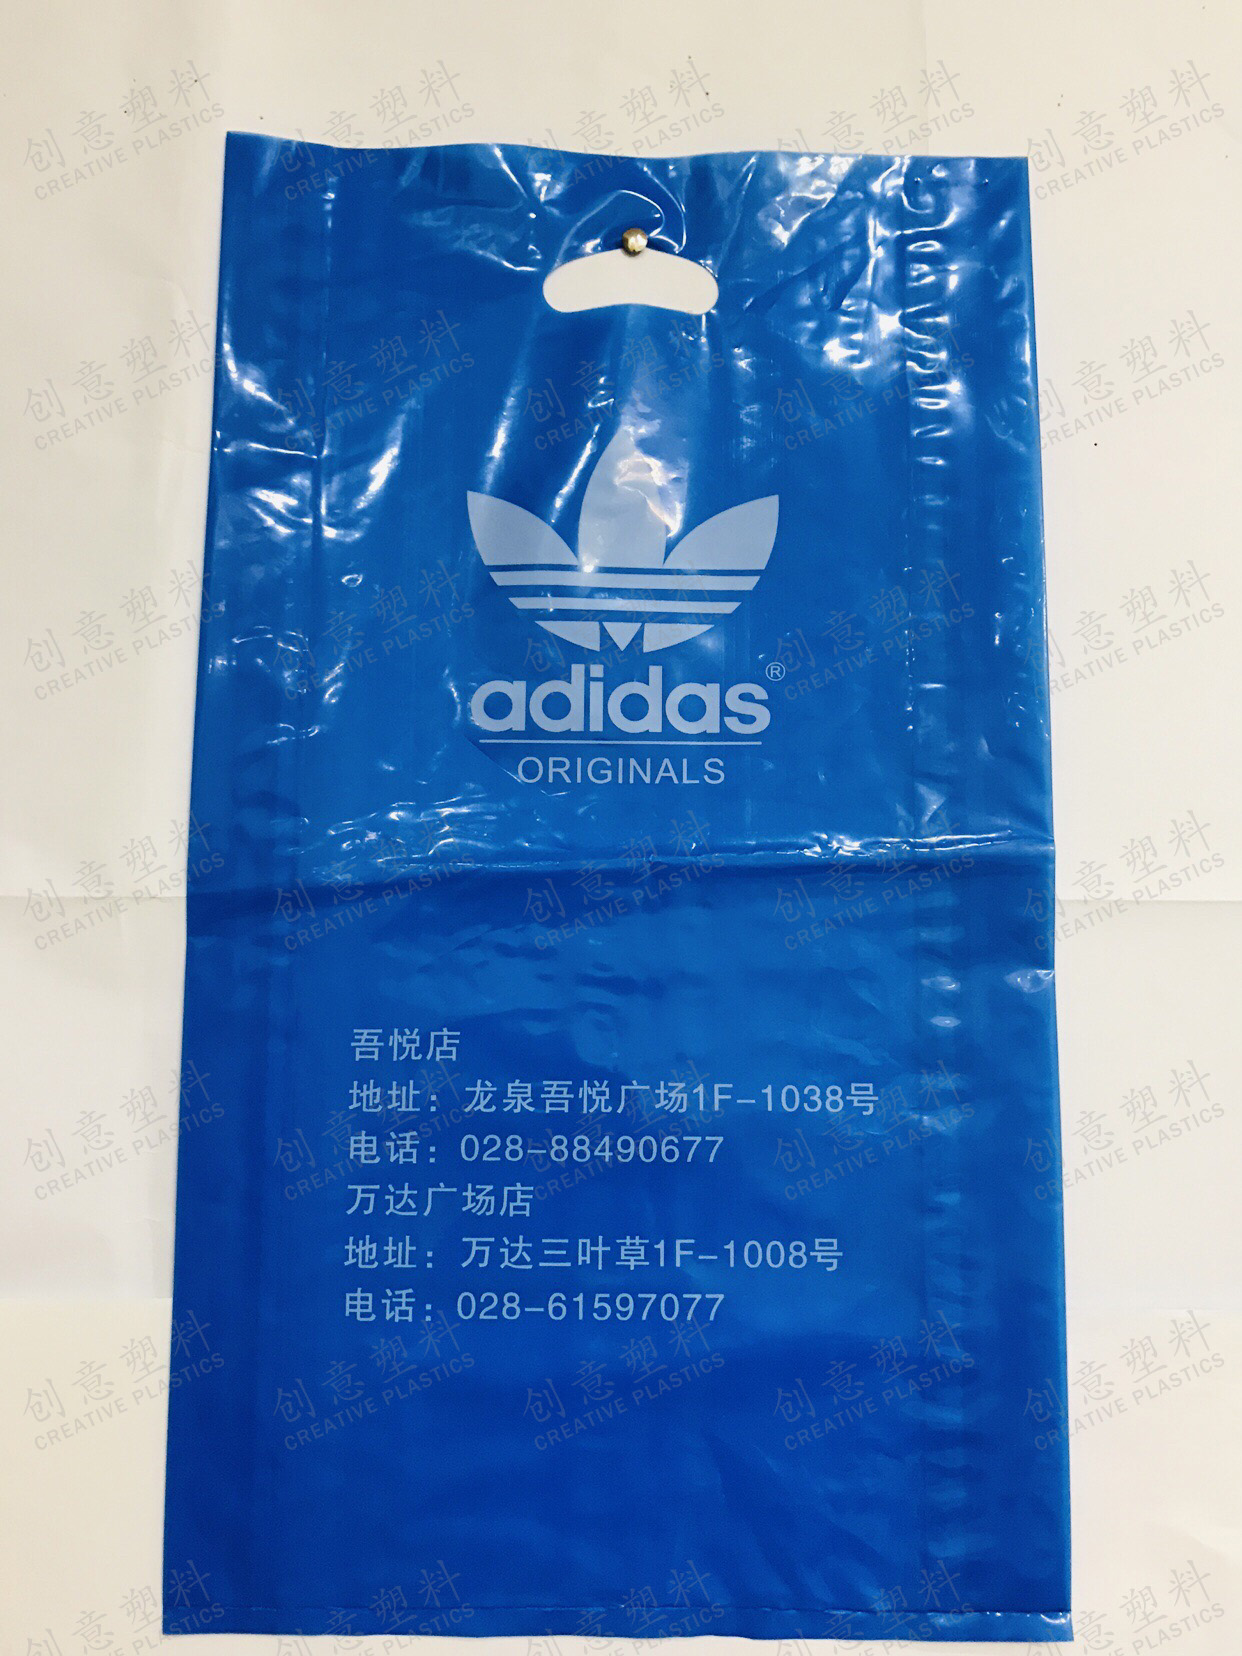 adidas®
ORIGINALS
吾悦店
地址：龙泉吾悦广场1F-1038号
电话：028-88490677
万达广场店
地址：万达三叶草1F-1008号
电话：028-61597077
创意塑料
CREATIVE PLASTICS